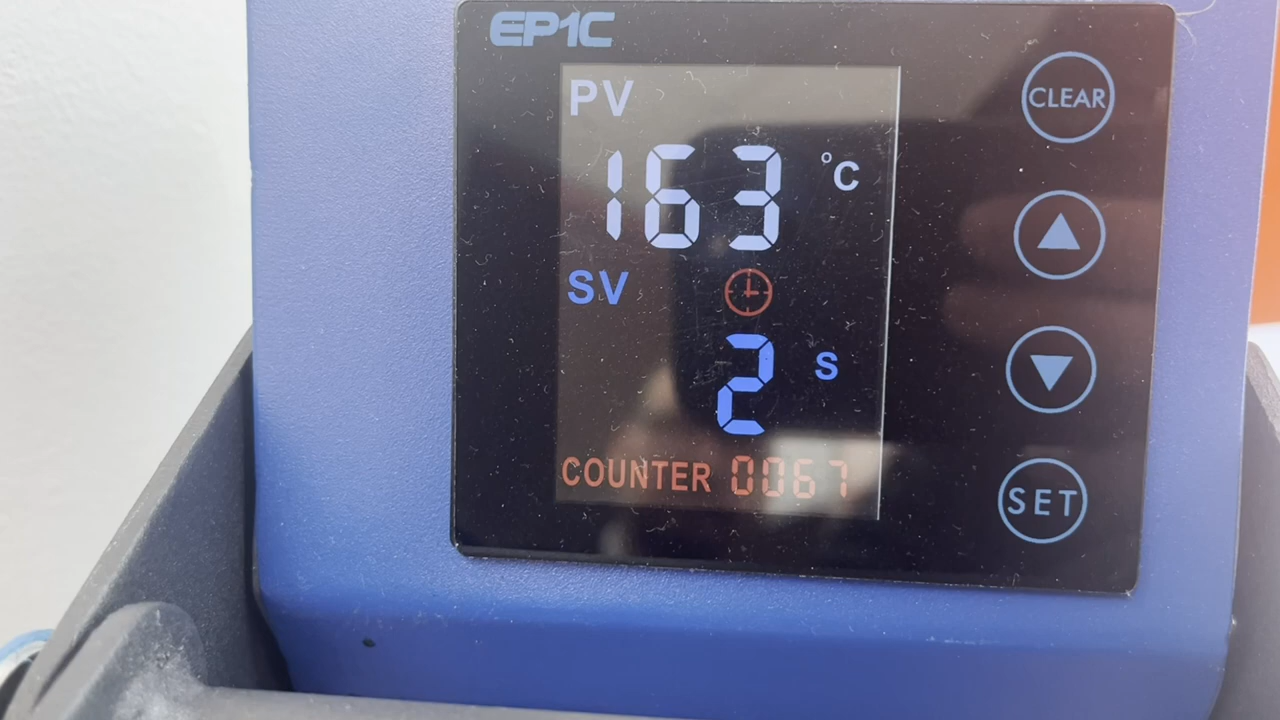 EP1C
PV
163 °C
SV
2 S
COUNTER 0067
CLEAR
SET